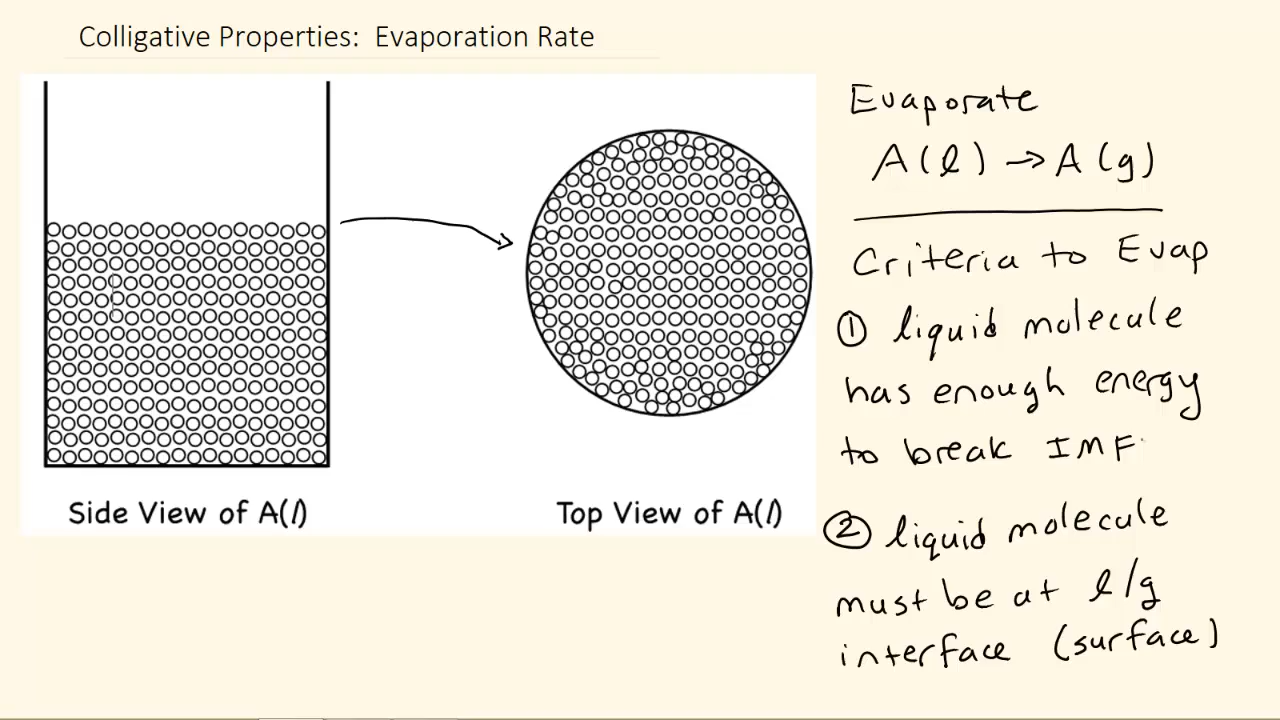 Colligative Properties: Evaporation Rate
Evaporate
A(l) → A(g)
Criteria to Evap
① liquid molecule
has enough energy
to break IMF
② liquid molecule
must be at l/g
interface (surface)
Side View of A(l)
Top View of A(l)